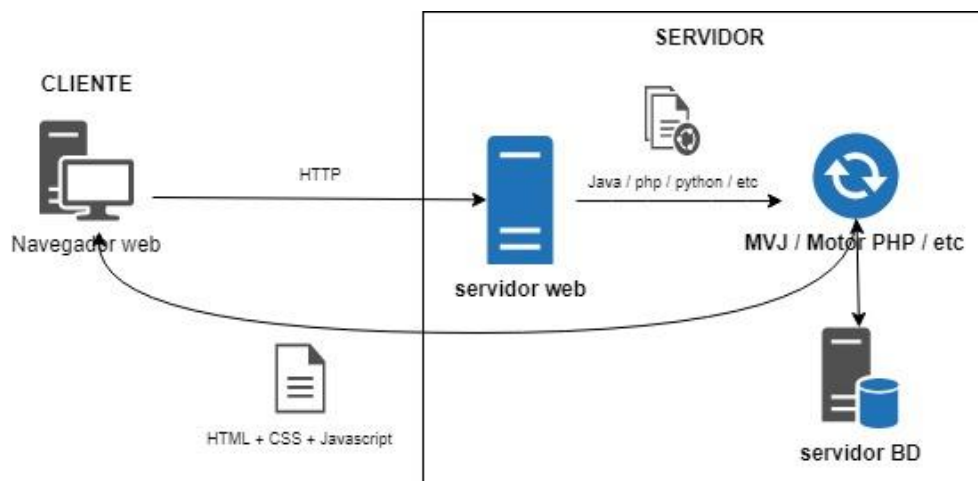 SERVIDOR
CLIENTE
HTTP
Java / php / python / etc
Navegador web
MVJ / Motor PHP / etc
servidor web
HTML + CSS + Javascript
servidor BD